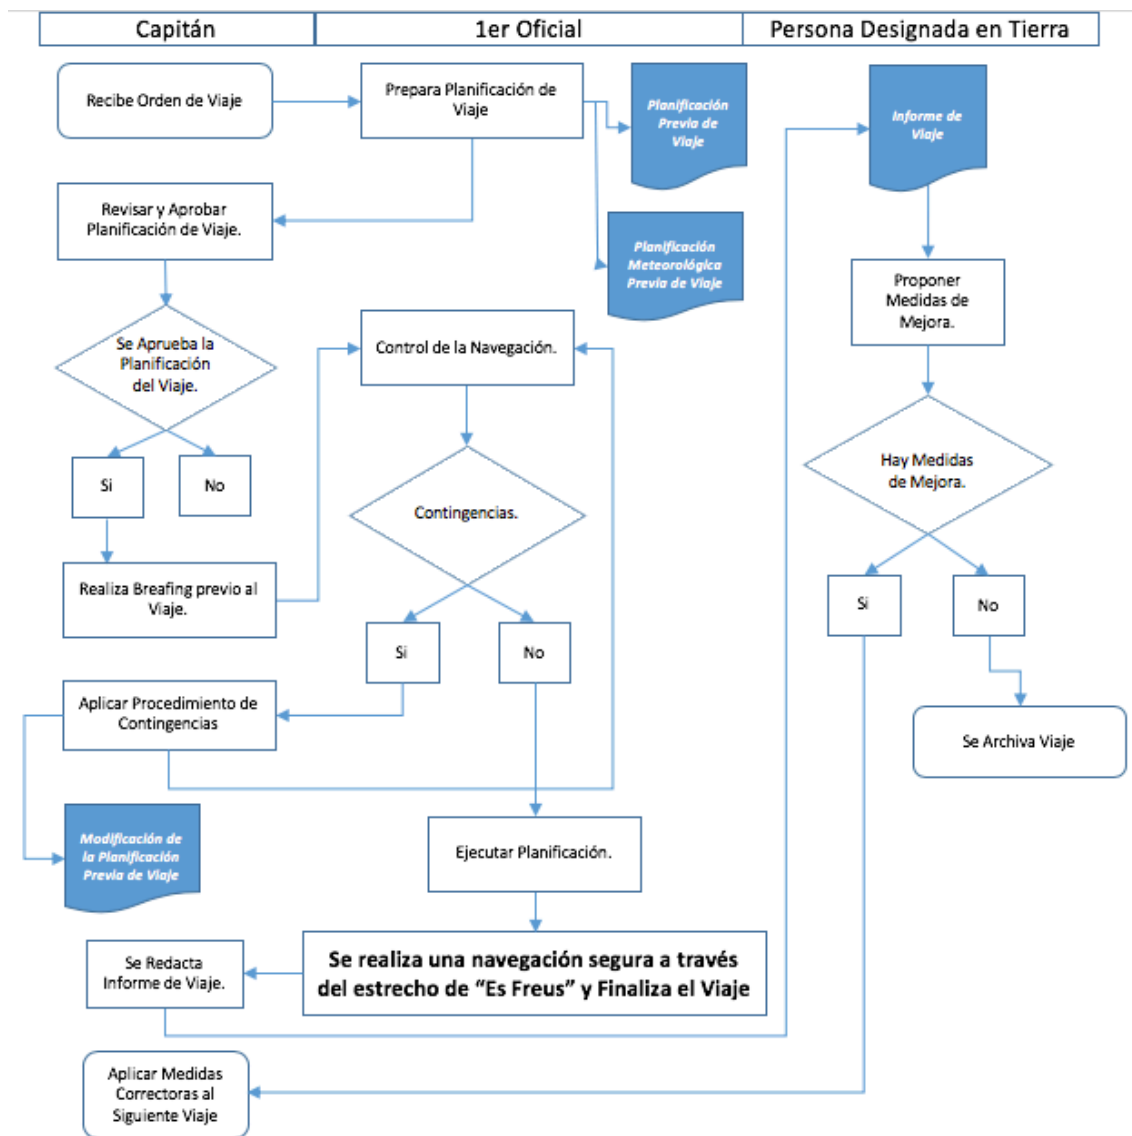 Capitán
1er Oficial
Persona Designada en Tierra
Recibe Orden de Viaje
Prepara Planificación de
Viaje
Planificación
Previa de
Viaje
Informe de
Viaje
Revisar y Aprobar
Planificación de Viaje.
Planificación
Meteorológica
Previa de Viaje
Proponer
Medidas de
Mejora.
Se Aprueba la
Planificación
del Viaje.
Control de la Navegación.
Hay Medidas
de Mejora.
Si
No
Contingencias.
Realiza Breafing previo al
Viaje.
Si
No
Si
No
Aplicar Procedimiento de
Contingencias
Se Archiva Viaje
Modificación de
la Planificación
Previa de Viaje
Ejecutar Planificación.
Se Redacta
Informe de Viaje.
Se realiza una navegación segura a través
del estrecho de “Es Freus” y Finaliza el Viaje
Aplicar Medidas
Correctoras al
Siguiente Viaje